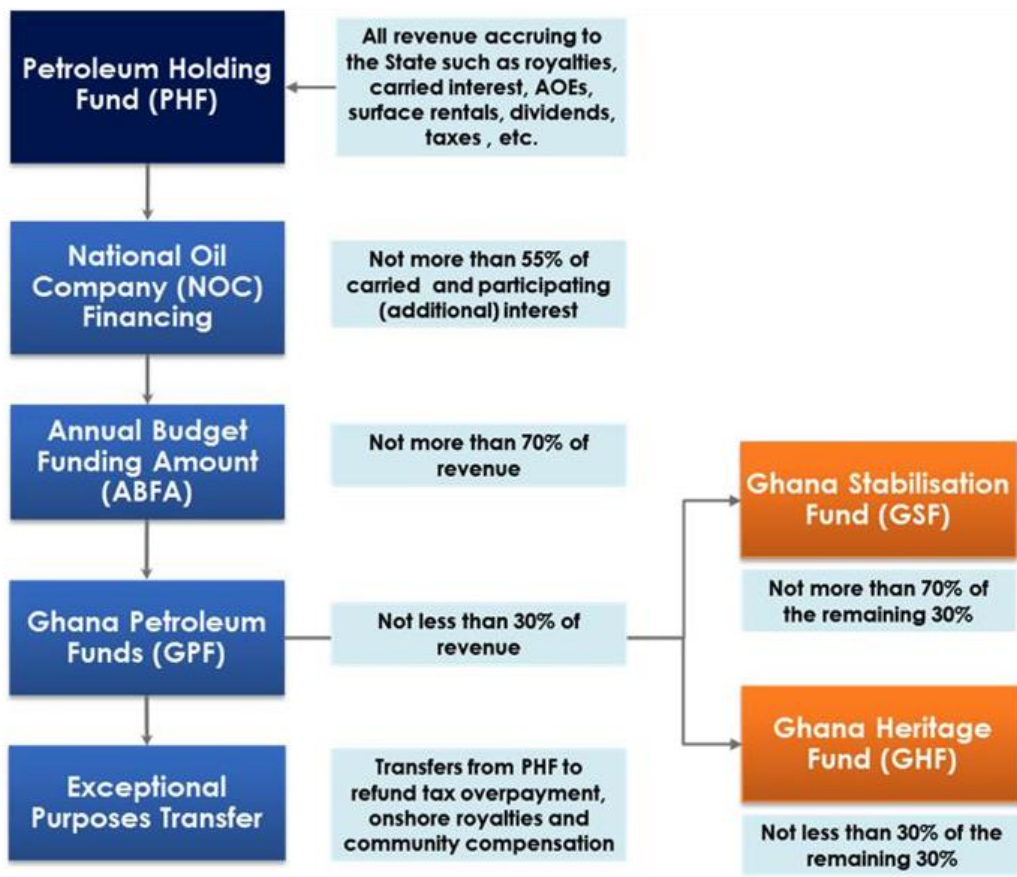 Petroleum Holding
Fund (PHF)
All revenue accruing to
the State such as royalties,
carried interest, AOEs,
surface rentals, dividends,
taxes , etc.
National Oil
Company (NOC)
Financing
Not more than 55% of
carried and participating
(additional) interest
Annual Budget
Funding Amount
(ABFA)
Not more than 70% of
revenue
Ghana Stabilisation
Fund (GSF)
Not more than 70% of
the remaining 30%
Ghana Petroleum
Funds (GPF)
Not less than 30% of
revenue
Ghana Heritage
Fund (GHF)
Not less than 30% of the
remaining 30%
Exceptional
Purposes Transfer
Transfers from PHF to
refund tax overpayment,
onshore royalties and
community compensation